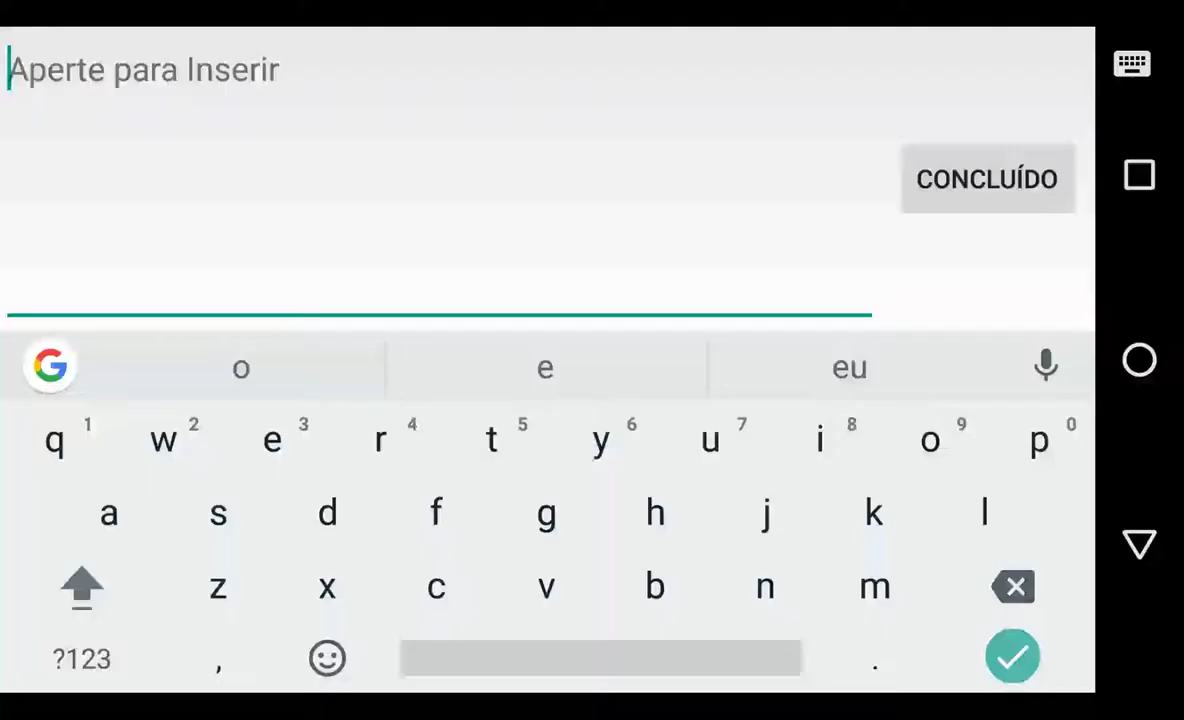 Aperte para Inserir
CONCLUÍDO
o e eu
q 1 w 2 e 3 r 4 t 5 y 6 u 7 i 8 o 9 p 0
a s d f g h j k l
z x c v b n m
?123 , .